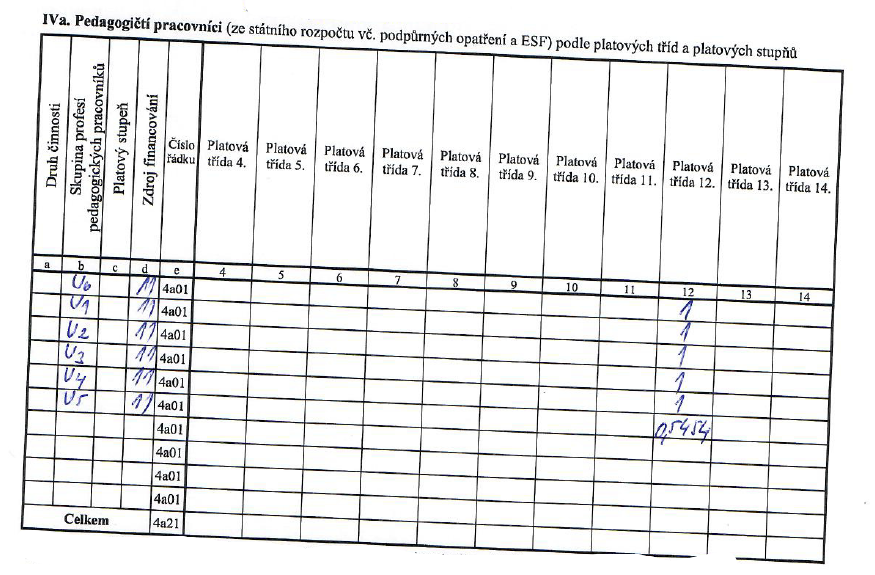 IVa. Pedagogičtí pracovníci (ze státního rozpočtu vč. podpůrných opatření a ESF) podle platových tříd a platových stupňů
Druh činnosti
Skupina profesí
pedagogických pracovníků
Platový stupeň
Zdroj financování
Číslo
řádku
Platová
třída 4.
Platová
třída 5.
Platová
třída 6.
Platová
třída 7.
Platová
třída 8.
Platová
třída 9.
Platová
třída 10.
Platová
třída 11.
Platová
třída 12.
Platová
třída 13.
Platová
třída 14.
a b c d e 4 5 6 7 8 9 10 11 12 13 14
U0 11 4a01 1
U1 11 4a01 1
U2 11 4a01 1
U3 11 4a01 1
U4 11 4a01 1
U5 11 4a01 0,5454
4a01
4a01
4a01
4a01
Celkem 4a21